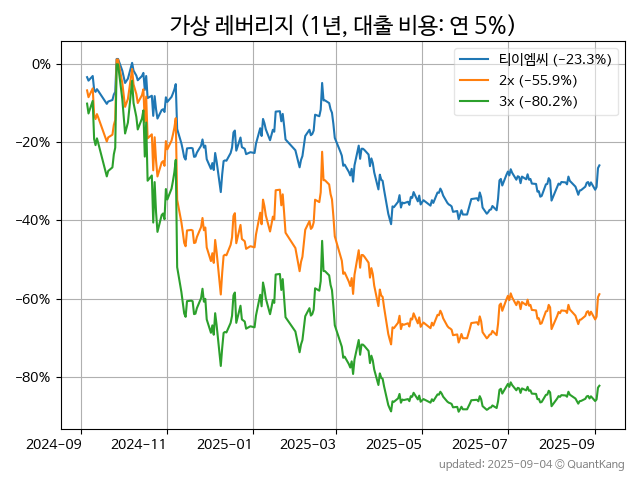 가상 레버리지 (1년, 대출 비용: 연 5%)
티이엠씨 (−23.3%)
2x (−55.9%)
3x (−80.2%)
0%
−20%
−40%
−60%
−80%
2024-09 2024-11 2025-01 2025-03 2025-05 2025-07 2025-09
updated: 2025-09-04 © QuantKang